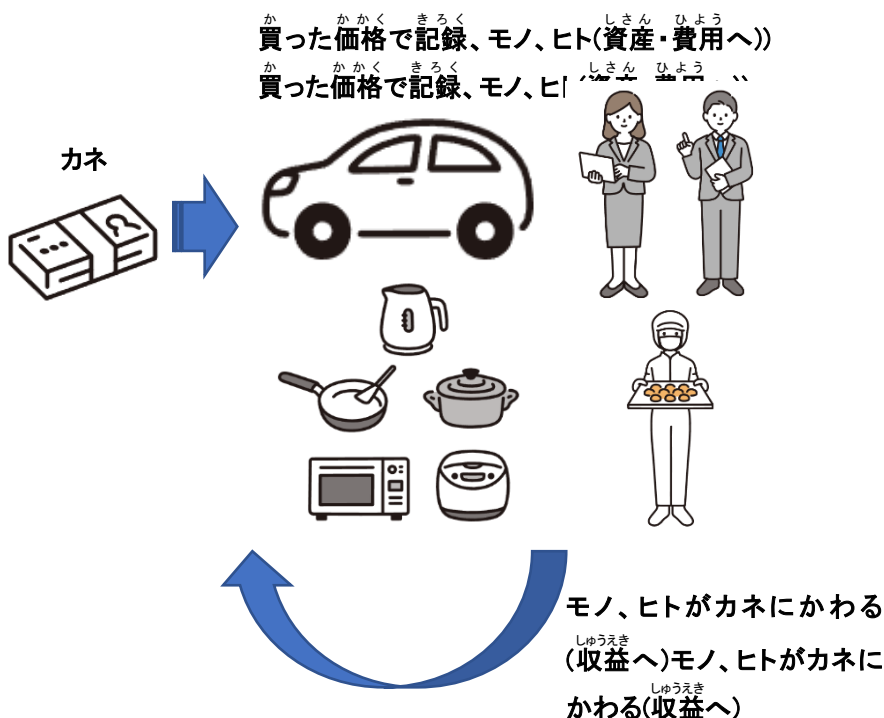 買った価格で記録、モノ、ヒト(資産・費用へ))
買った価格で記録、モノ、ヒ
カネ
モノ、ヒトがカネにかわる
(収益へ)モノ、ヒトがカネに
かわる(収益へ)